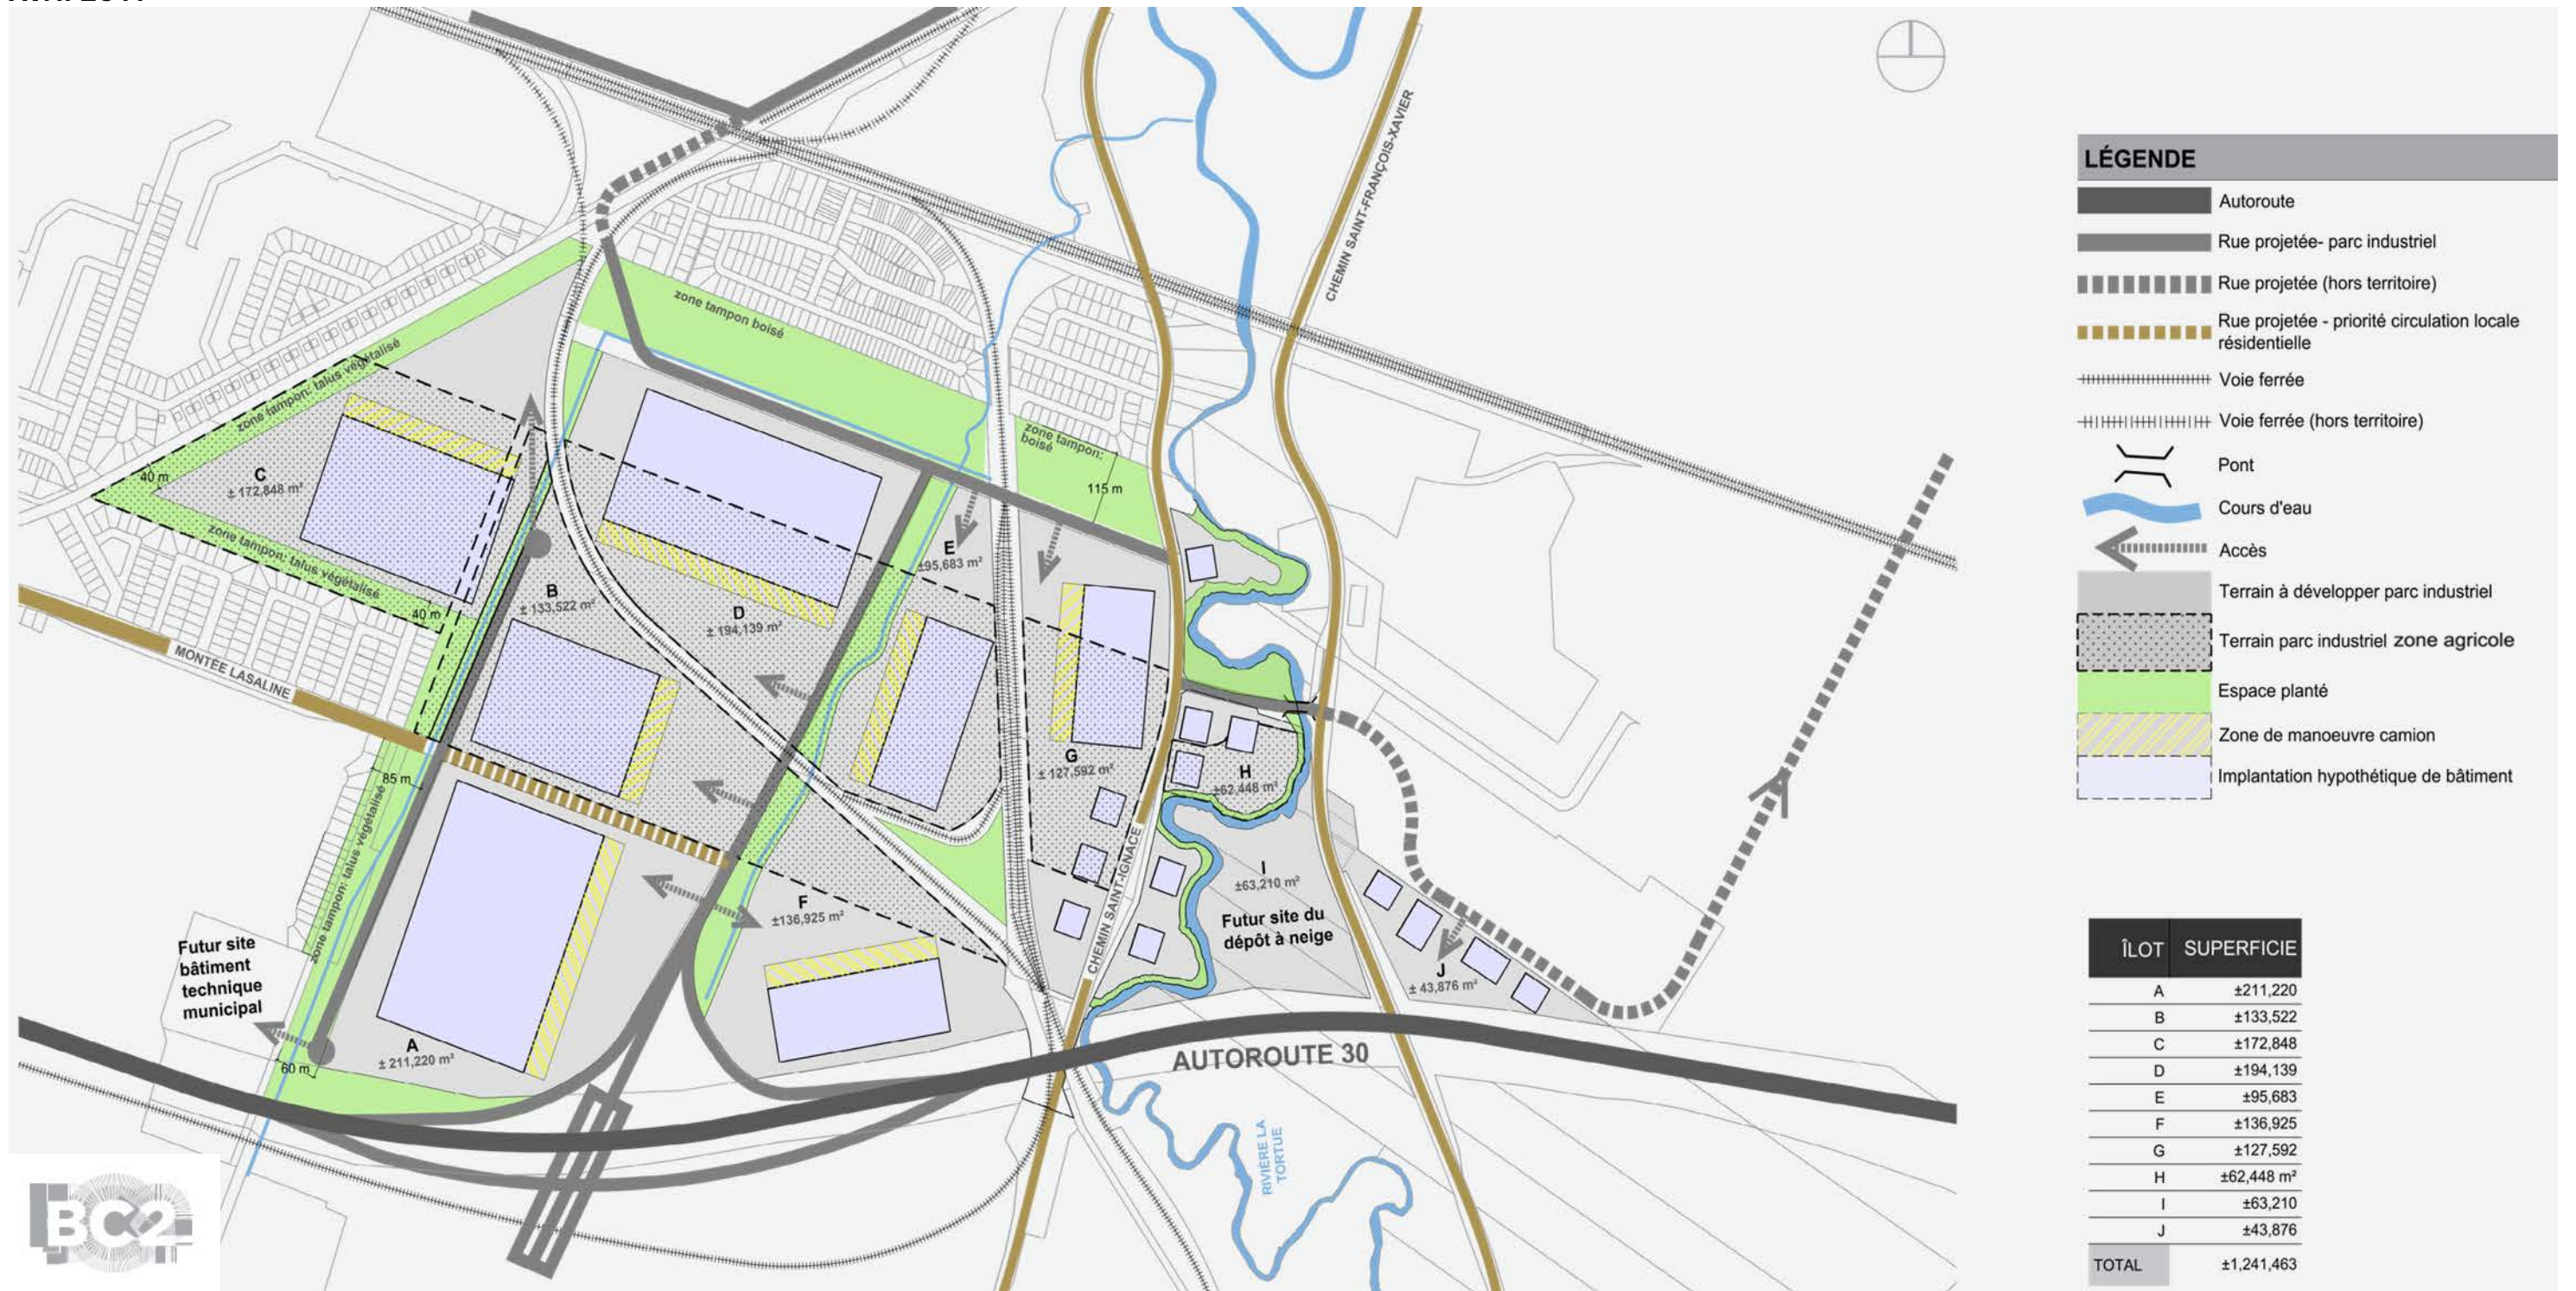 CHEMIN SAINT-FRANÇOIS-XAVIER
zone tampon boisé
zone tampon: talus végétalisé
zone tampon:
boisé
115 m
40 m
C
± 172,848 m²
zone tampon: talus végétalisé
40 m
B
± 133,522 m²
D
± 194,139 m²
E
±95,683 m²
MONTÉE LASALINE
G
± 127,592 m²
H
±62,448 m²
85 m
zone tampon: talus végétalisé
F
±136,925 m²
I
±63,210 m²
Futur site du
dépôt à neige
CHEMIN SAINT-IGNACE
J
± 43,876 m²
Futur site
bâtiment
technique
municipal
A
± 211,220 m²
60 m
AUTOROUTE 30
RIVIÈRE LA
TORTUE
BC2
LÉGENDE
Autoroute
Rue projetée- parc industriel
Rue projetée (hors territoire)
Rue projetée - priorité circulation locale
résidentielle
Voie ferrée
Voie ferrée (hors territoire)
Pont
Cours d'eau
Accès
Terrain à développer parc industriel
Terrain parc industriel zone agricole
Espace planté
Zone de manoeuvre camion
Implantation hypothétique de bâtiment
ÎLOT SUPERFICIE
A ±211,220
B ±133,522
C ±172,848
D ±194,139
E ±95,683
F ±136,925
G ±127,592
H ±62,448 m²
I ±63,210
J ±43,876
TOTAL ±1,241,463